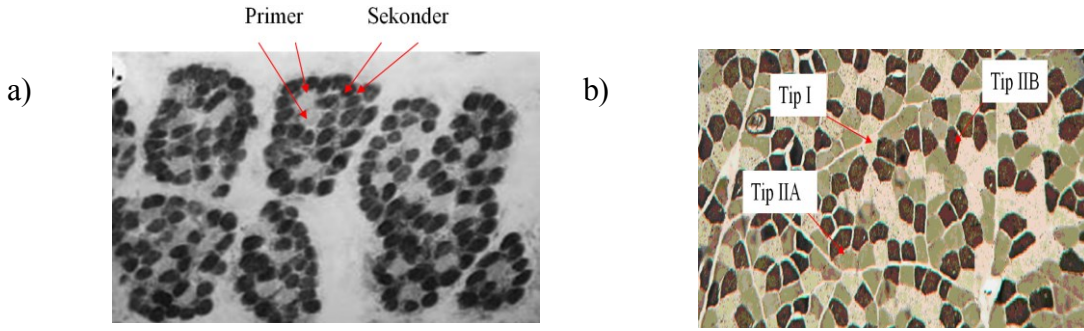 Primer Sekonder
a)
b)
Tip I
Tip IIB
Tip IIA